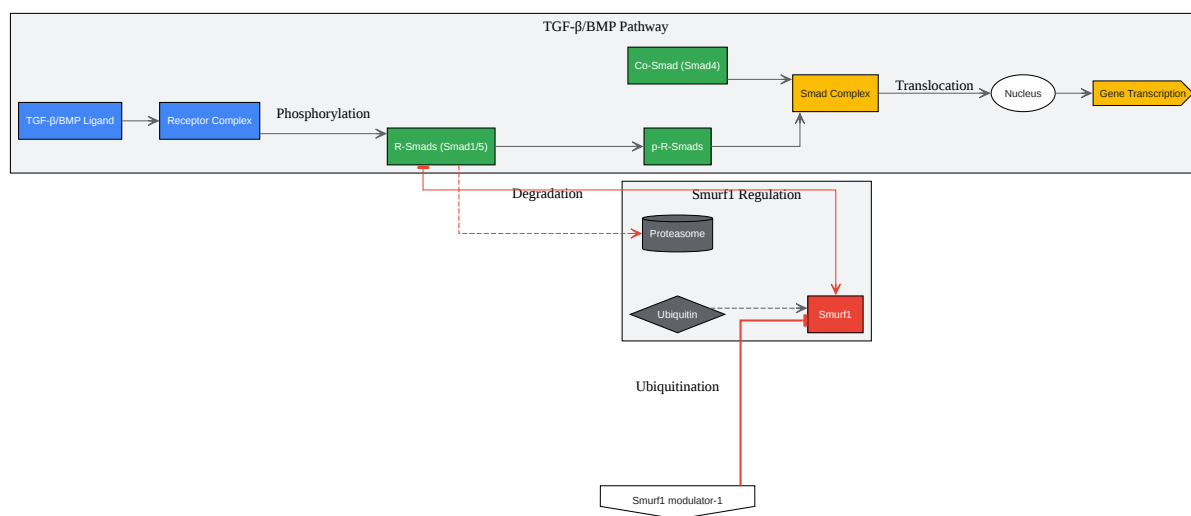 TGF-β/BMP Pathway
Co-Smad (Smad4)
Smad Complex
Translocation
Nucleus
Gene Transcription
TGF-β/BMP Ligand
Receptor Complex
Phosphorylation
R-Smads (Smad1/5)
p-R-Smads
Degradation
Smurf1 Regulation
Proteasome
Ubiquitin
Smurf1
Ubiquitination
Smurf1 modulator-1